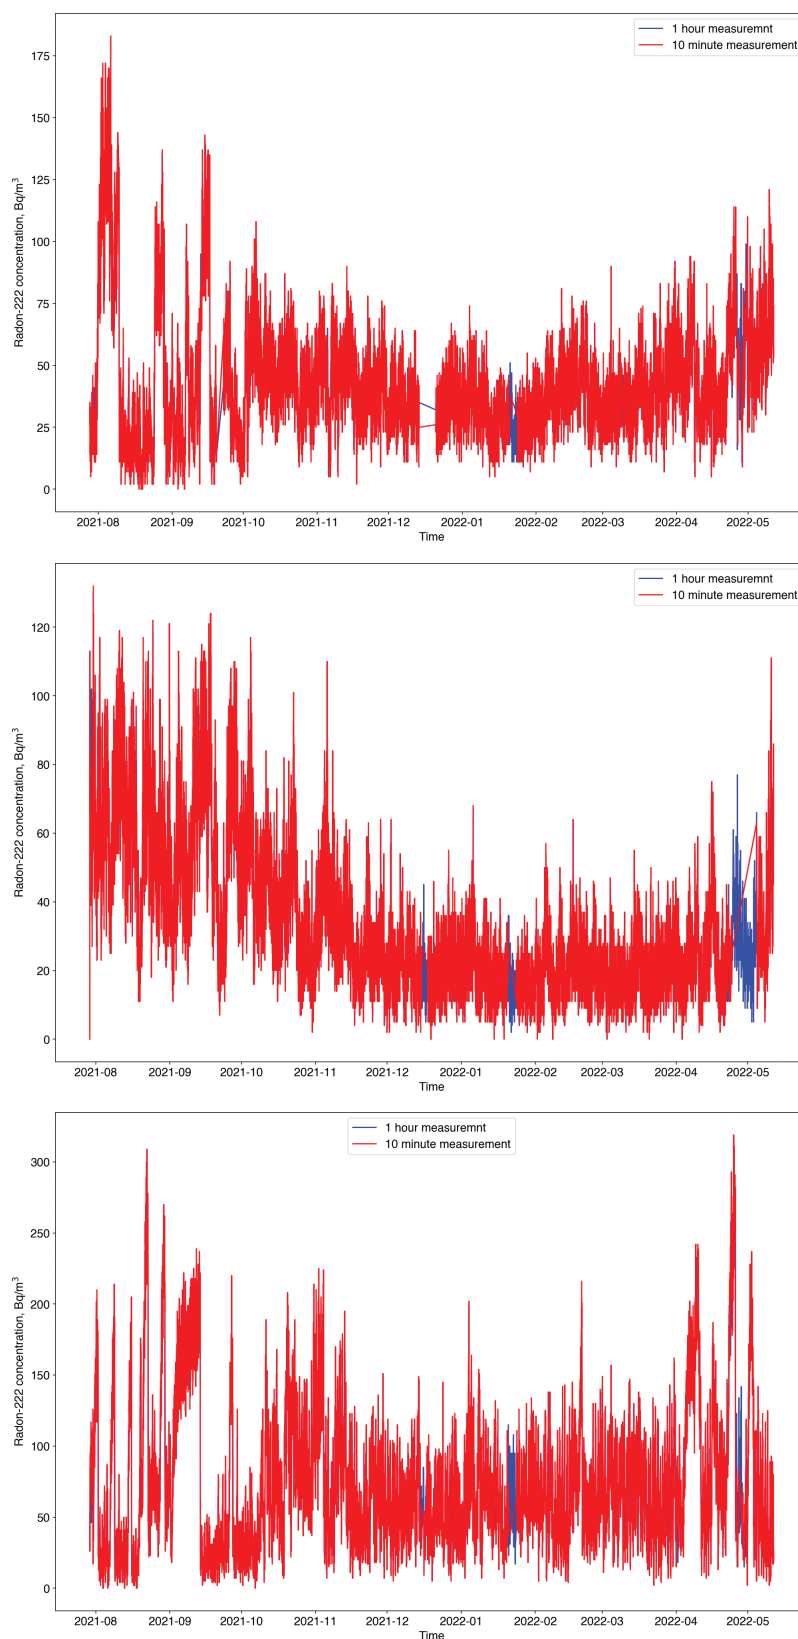 1 hour measuremnt
10 minute measurement
175
150
125
100
75
50
25
0
Radon-222 concentration, Bq/m³
2021-08 2021-09 2021-10 2021-11 2021-12 2022-01 2022-02 2022-03 2022-04 2022-05
Time
1 hour measuremnt
10 minute measurement
120
100
80
60
40
20
0
Radon-222 concentration, Bq/m³
2021-08 2021-09 2021-10 2021-11 2021-12 2022-01 2022-02 2022-03 2022-04 2022-05
Time
1 hour measuremnt
10 minute measurement
300
250
200
150
100
50
0
Radon-222 concentration, Bq/m³
2021-08 2021-09 2021-10 2021-11 2021-12 2022-01 2022-02 2022-03 2022-04 2022-05
Time